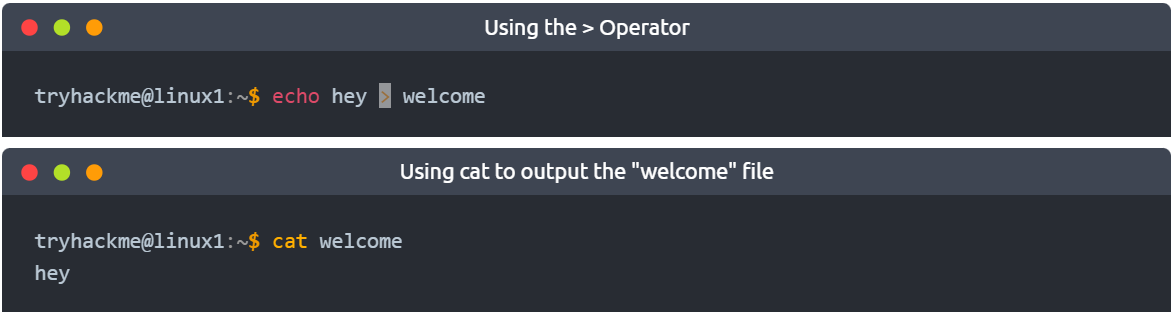 Using the > Operator
tryhackme@linux1:~$ echo hey > welcome
Using cat to output the "welcome" file
tryhackme@linux1:~$ cat welcome
hey